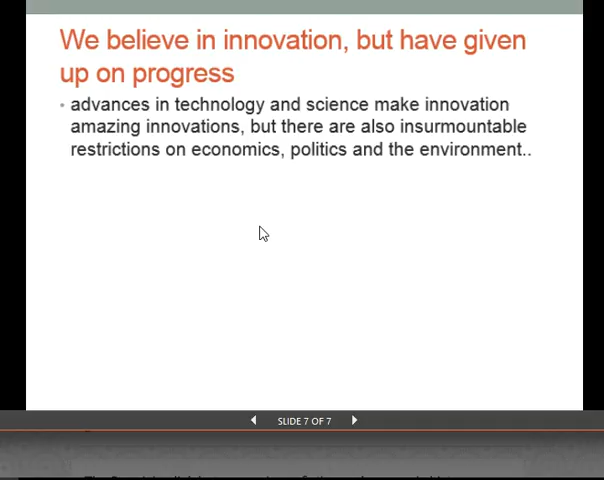 We believe in innovation, but have given
up on progress
• advances in technology and science make innovation
amazing innovations, but there are also insurmountable
restrictions on economics, politics and the environment..
SLIDE 7 OF 7